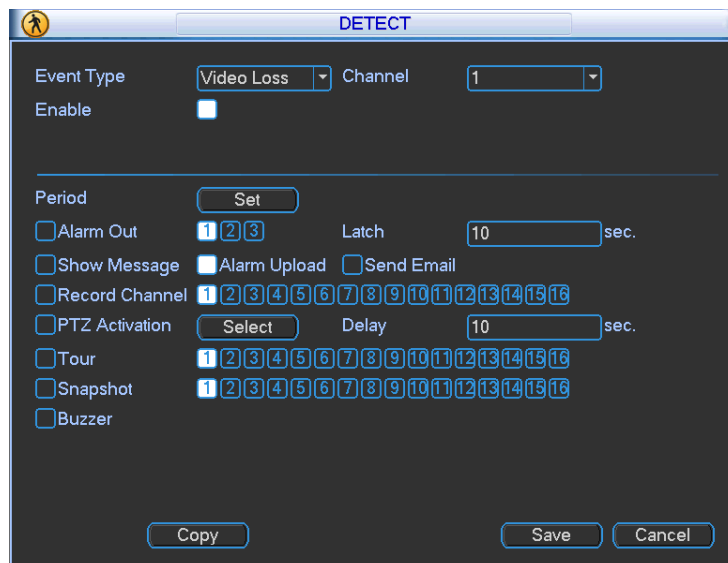 DETECT
Event Type Video Loss Channel 1
Enable
Period Set
Alarm Out 1 2 3 Latch 10 sec.
Show Message Alarm Upload Send Email
Record Channel 1 2 3 4 5 6 7 8 9 10 11 12 13 14 15 16
PTZ Activation Select Delay 10 sec.
Tour 1 2 3 4 5 6 7 8 9 10 11 12 13 14 15 16
Snapshot 1 2 3 4 5 6 7 8 9 10 11 12 13 14 15 16
Buzzer
Copy Save Cancel